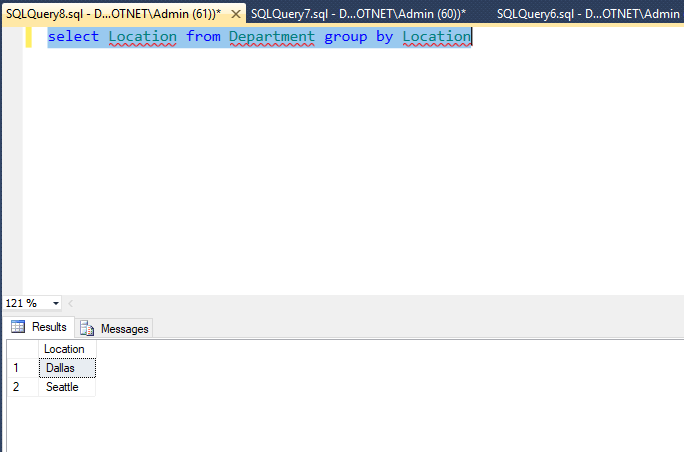 SQLQuery8.sql - D...OTNET\Admin (61))* SQLQuery7.sql - D...OTNET\Admin (60))* SQLQuery6.sql - D...OTNET\Admin
select Location from Department group by Location
121 %
Results Messages
Location
1 Dallas
2 Seattle